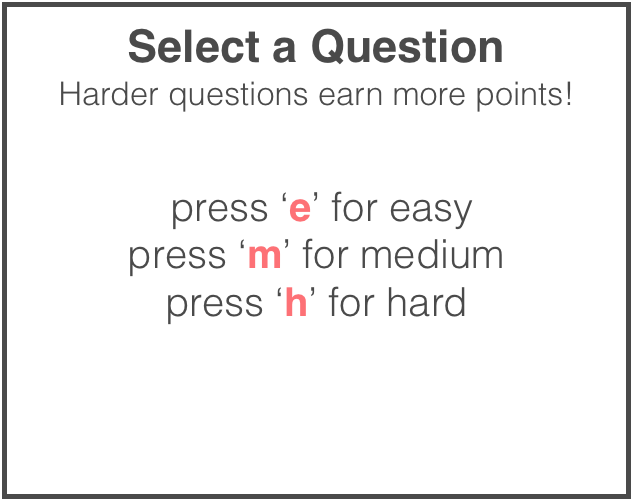 Select a Question
Harder questions earn more points!
press ‘e’ for easy
press ‘m’ for medium
press ‘h’ for hard